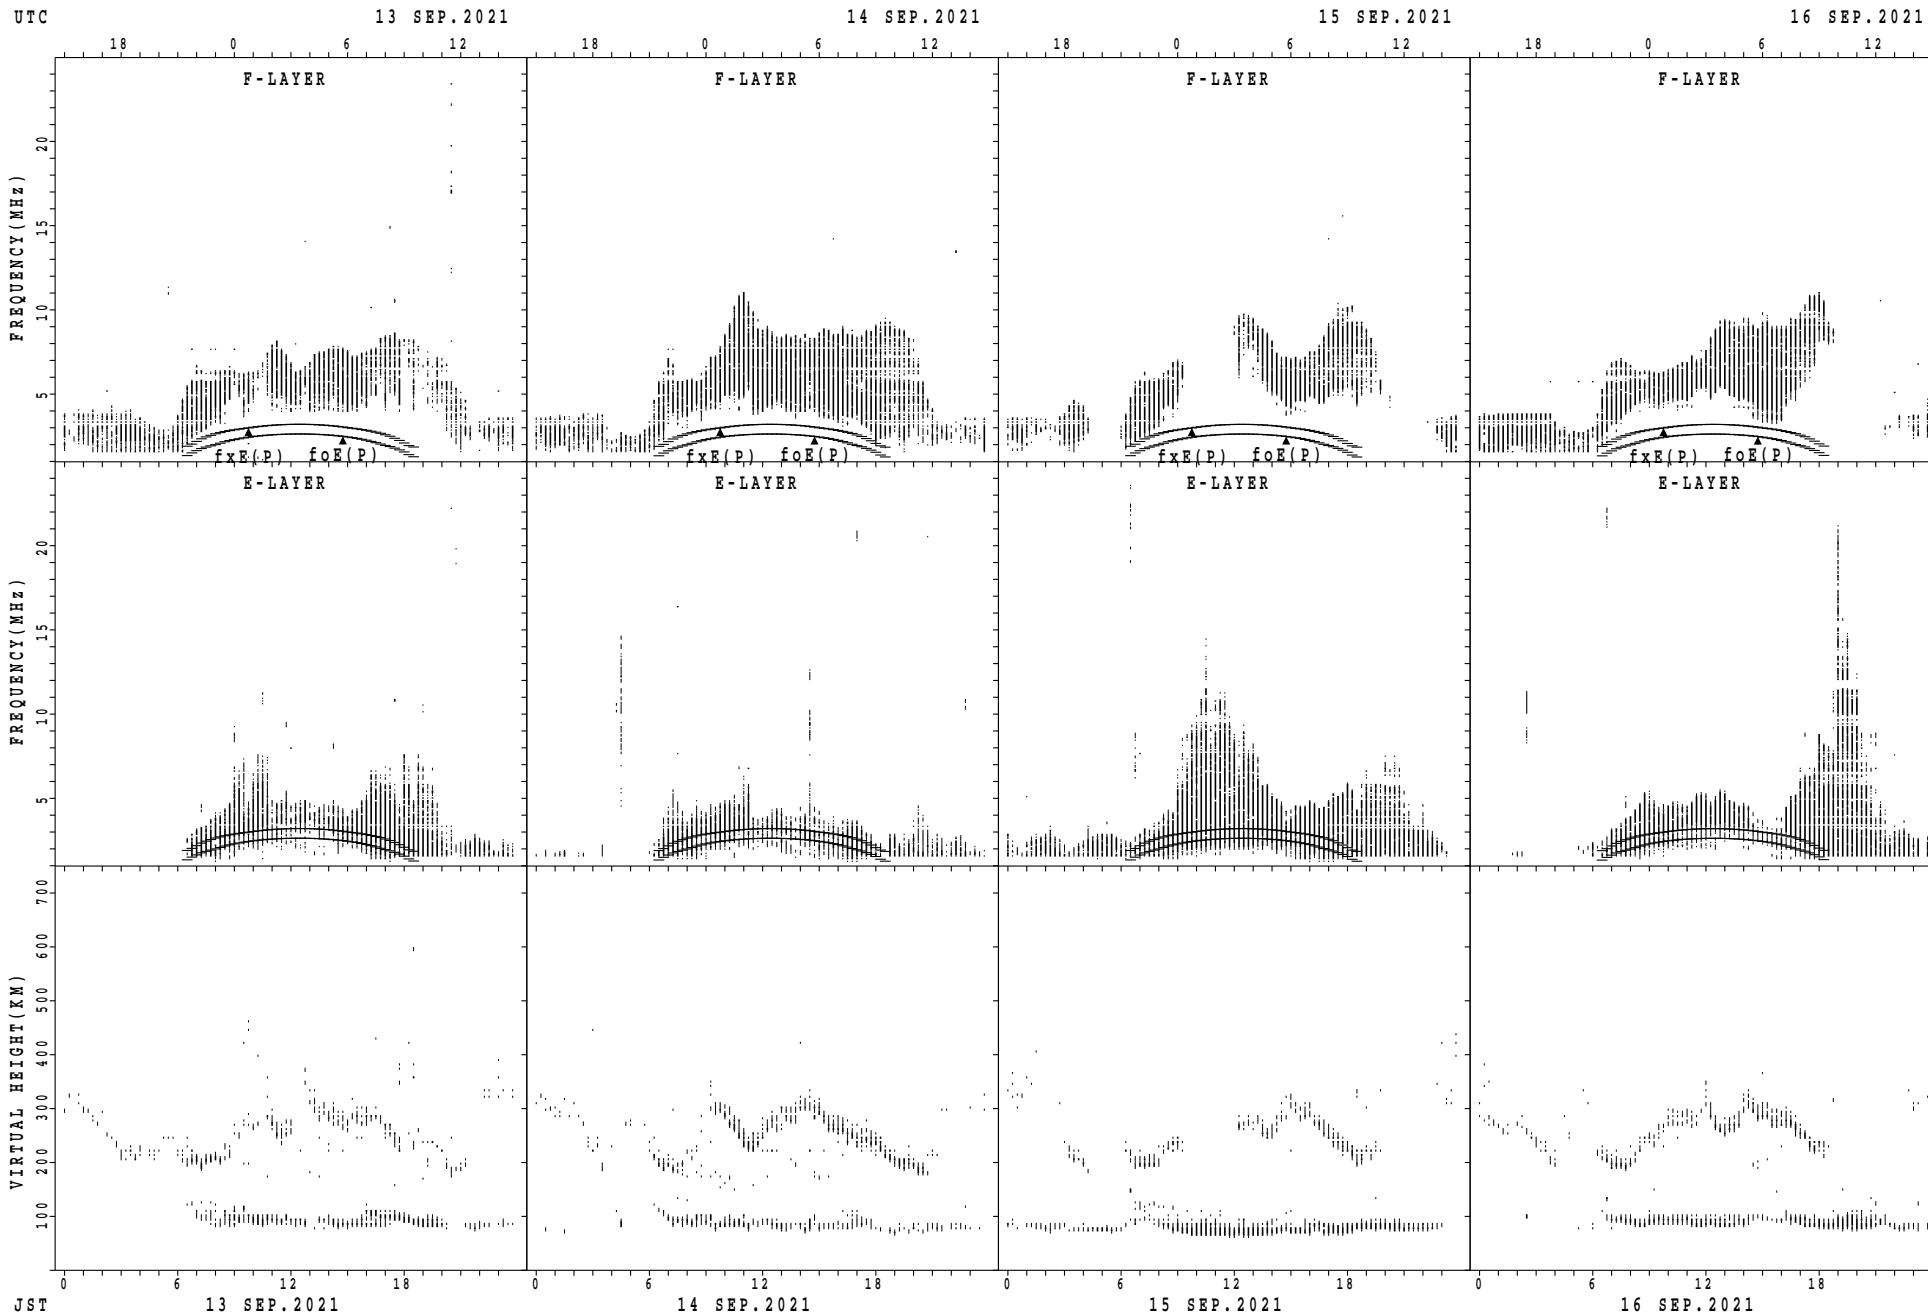 UTC 13 SEP.2021 14 SEP.2021 15 SEP.2021 16 SEP.2021
18 0 6 12 18 0 6 12 18 0 6 12 18 0 6 12
F-LAYER F-LAYER F-LAYER F-LAYER
FREQUENCY(MHz)
20
15
10
5
fxE(P) foE(P) fxE(P) foE(P) fxE(P) foE(P) fxE(P) foE(P)
E-LAYER E-LAYER E-LAYER E-LAYER
FREQUENCY(MHz)
20
15
10
5
VIRTUAL HEIGHT(KM)
700
600
500
400
300
200
100
0 6 12 18 0 6 12 18 0 6 12 18 0 6 12 18
JST 13 SEP.2021 14 SEP.2021 15 SEP.2021 16 SEP.2021